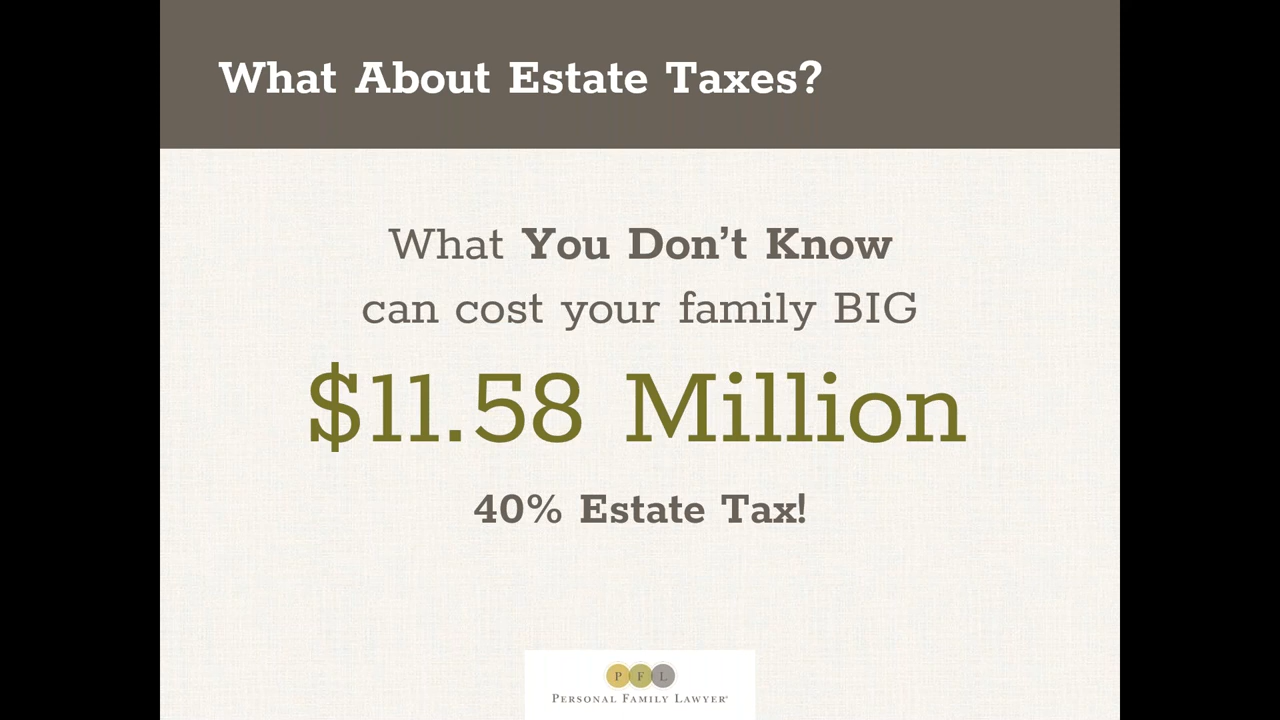 What About Estate Taxes?
What You Don’t Know
can cost your family BIG
$11.58 Million
40% Estate Tax!
P F L
PERSONAL FAMILY LAWYER®